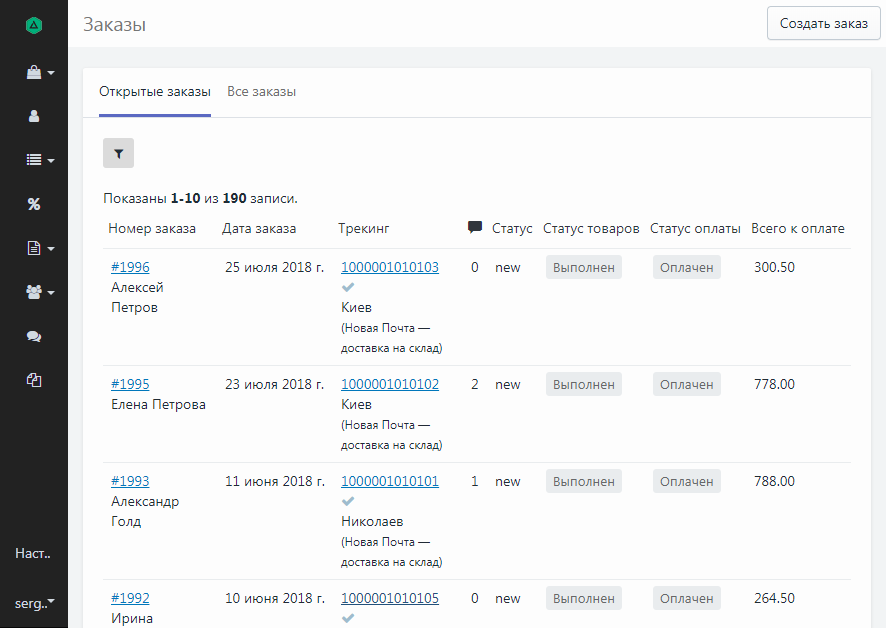 Заказы
Создать заказ
Открытые заказы Все заказы
Показаны 1-10 из 190 записи.
Номер заказа Дата заказа Трекинг Статус Статус товаров Статус оплаты Всего к оплате
#1996 25 июля 2018 г. 1000001010103 0 new Выполнен Оплачен 300.50
Алексей
Петров Киев
(Новая Почта —
доставка на склад)
#1995 23 июля 2018 г. 1000001010102 2 new Выполнен Оплачен 778.00
Елена Петрова Киев
(Новая Почта —
доставка на склад)
#1993 11 июня 2018 г. 1000001010101 1 new Выполнен Оплачен 788.00
Александр
Голд Николаев
(Новая Почта —
доставка на склад)
#1992 10 июня 2018 г. 1000001010105 0 new Выполнен Оплачен 264.50
Ирина
Наст..
serg..